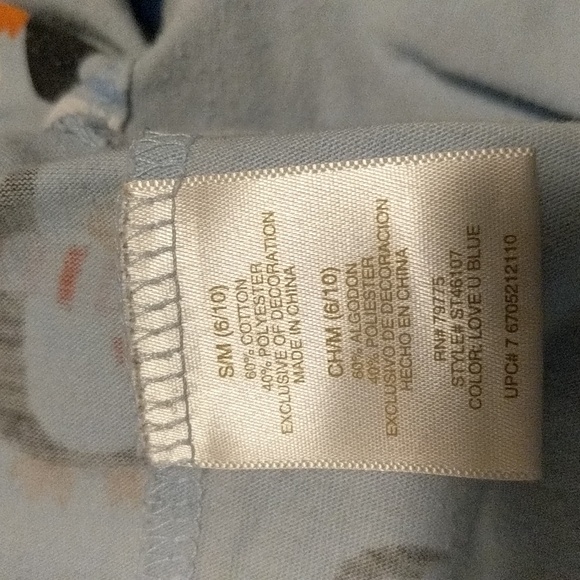 S/M (6/10)
60% COTTON
40% POLYESTER
EXCLUSIVE OF DECORATION
MADE IN CHINA
CH/M (6/10)
60% ALGODON
40% POLIESTER
EXCLUSIVO DE DECORACION
HECHO EN CHINA
RN# 79775
STYLE# ST46107
COLOR: LOVE U BLUE
UPC# 7 6705212110